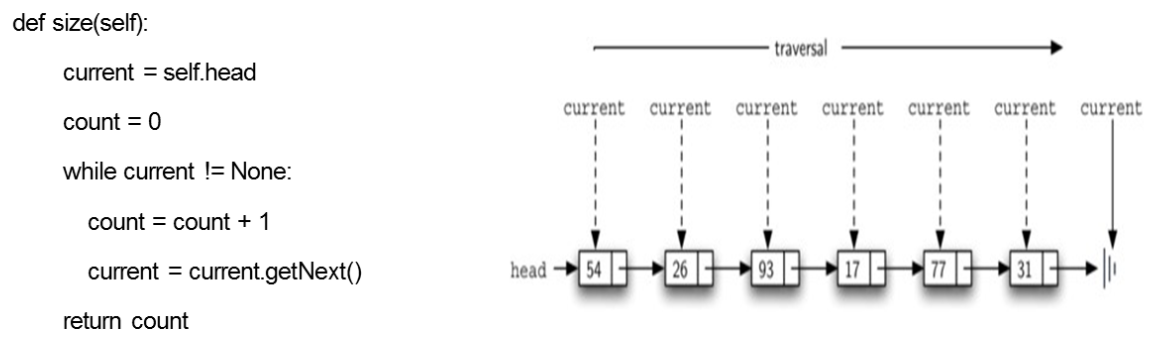 def size(self):
current = self.head
count = 0
while current != None:
count = count + 1
current = current.getNext()
return count
traversal
current current current current current current current
head 54 26 93 17 77 31